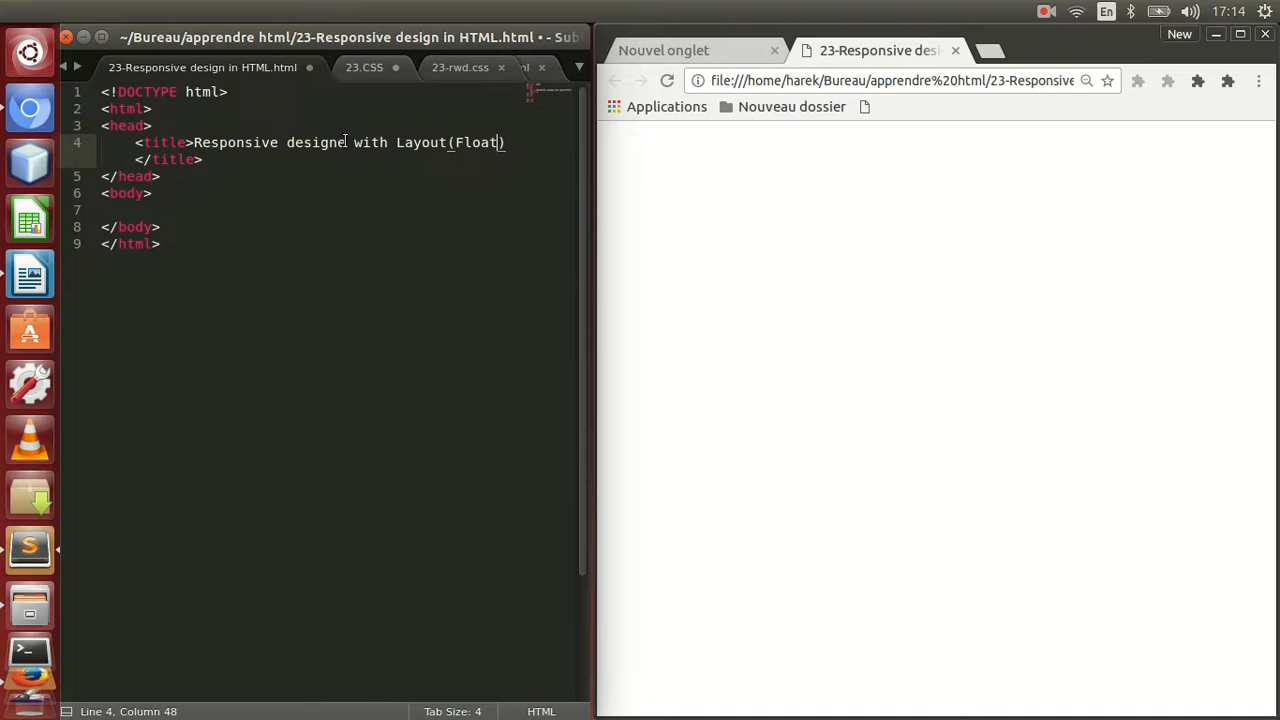 En
17:14
~/Bureau/apprendre html/23-Responsive design in HTML.html • - Subl
New
Nouvel onglet
23-Responsive desi
23-Responsive design in HTML.html
23.CSS
23-rwd.css
ml
file:///home/harek/Bureau/apprendre%20html/23-Responsive
Applications
Nouveau dossier
1 <!DOCTYPE html>
2 <html>
3 <head>
4 <title>Responsive designe with Layout(Float)
</title>
5 </head>
6 <body>
7
8 </body>
9 </html>
Line 4, Column 48
Tab Size: 4
HTML